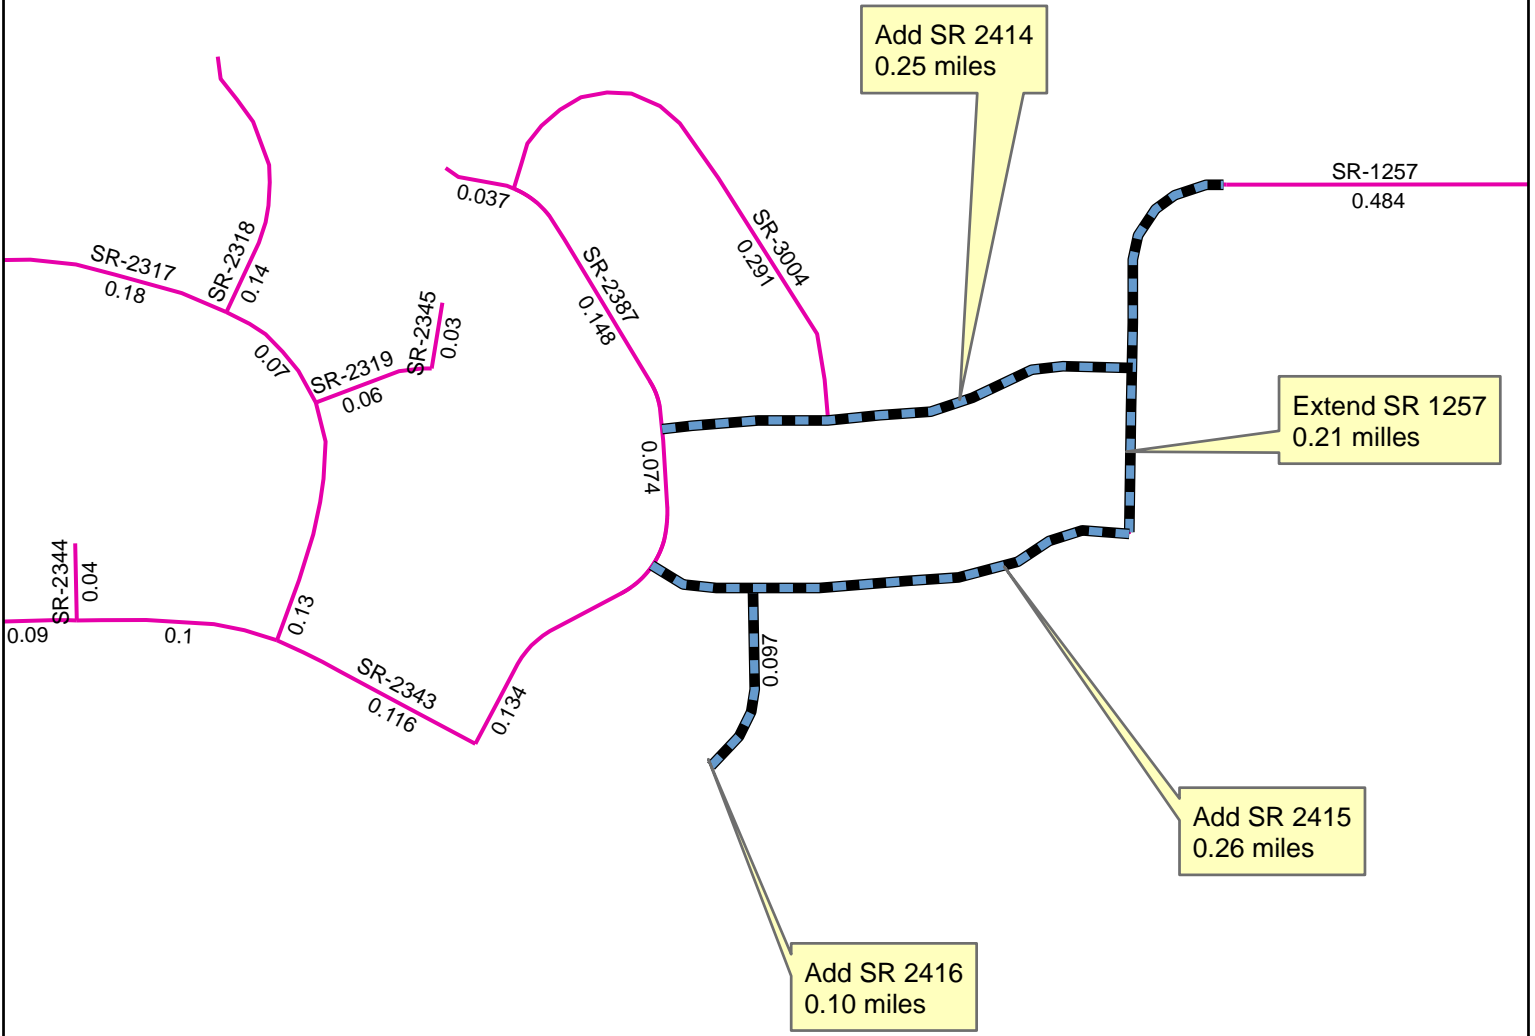 Add SR 2414
0.25 miles
SR-1257
0.484
0.037
SR-3004
0.291
SR-2318
0.14
SR-2317
0.18
SR-2387
0.148
SR-2345
0.03
0.07
SR-2319
0.06
Extend SR 1257
0.21 milles
0.074
SR-2344
0.04
0.09
0.1
0.13
SR-2343
0.116
0.134
0.097
Add SR 2415
0.26 miles
Add SR 2416
0.10 miles